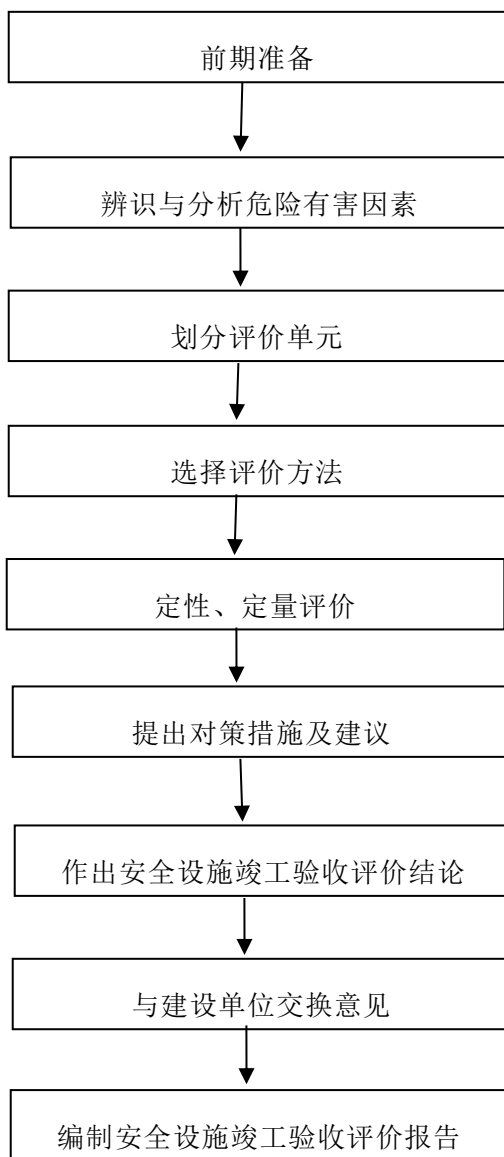 前期准备
辨识与分析危险有害因素
划分评价单元
选择评价方法
定性、定量评价
提出对策措施及建议
作出安全设施竣工验收评价结论
与建设单位交换意见
编制安全设施竣工验收评价报告